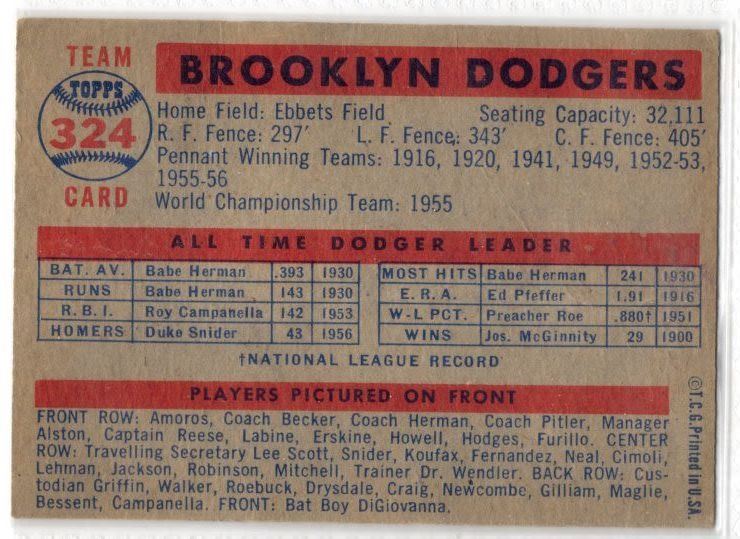 TEAM
TOPPS
324
CARD
BROOKLYN DODGERS
Home Field: Ebbets Field Seating Capacity: 32,111
R. F. Fence: 297′ L. F. Fence: 343′ C. F. Fence: 405′
Pennant Winning Teams: 1916, 1920, 1941, 1949, 1952-53,
1955-56
World Championship Team: 1955
ALL TIME DODGER LEADER
BAT. AV. Babe Herman .393 1930
RUNS Babe Herman 143 1930
R.B.I. Roy Campanella 142 1953
HOMERS Duke Snider 43 1956
MOST HITS Babe Herman 241 1930
E.R.A. Ed Pfeffer 1.91 1916
W-L PCT. Preacher Roe .880† 1951
WINS Jos. McGinnity 29 1900
†NATIONAL LEAGUE RECORD
PLAYERS PICTURED ON FRONT
FRONT ROW: Amoros, Coach Becker, Coach Herman, Coach Pitler, Manager
Alston, Captain Reese, Labine, Erskine, Howell, Hodges, Furillo. CENTER
ROW: Travelling Secretary Lee Scott, Snider, Koufax, Fernandez, Neal, Cimoli,
Lehman, Jackson, Robinson, Mitchell, Trainer Dr. Wendler. BACK ROW: Cus-
todian Griffin, Walker, Roebuck, Drysdale, Craig, Newcombe, Gilliam, Maglie,
Bessent, Campanella. FRONT: Bat Boy DiGiovanna.
©T.C.G. Printed in U.S.A.